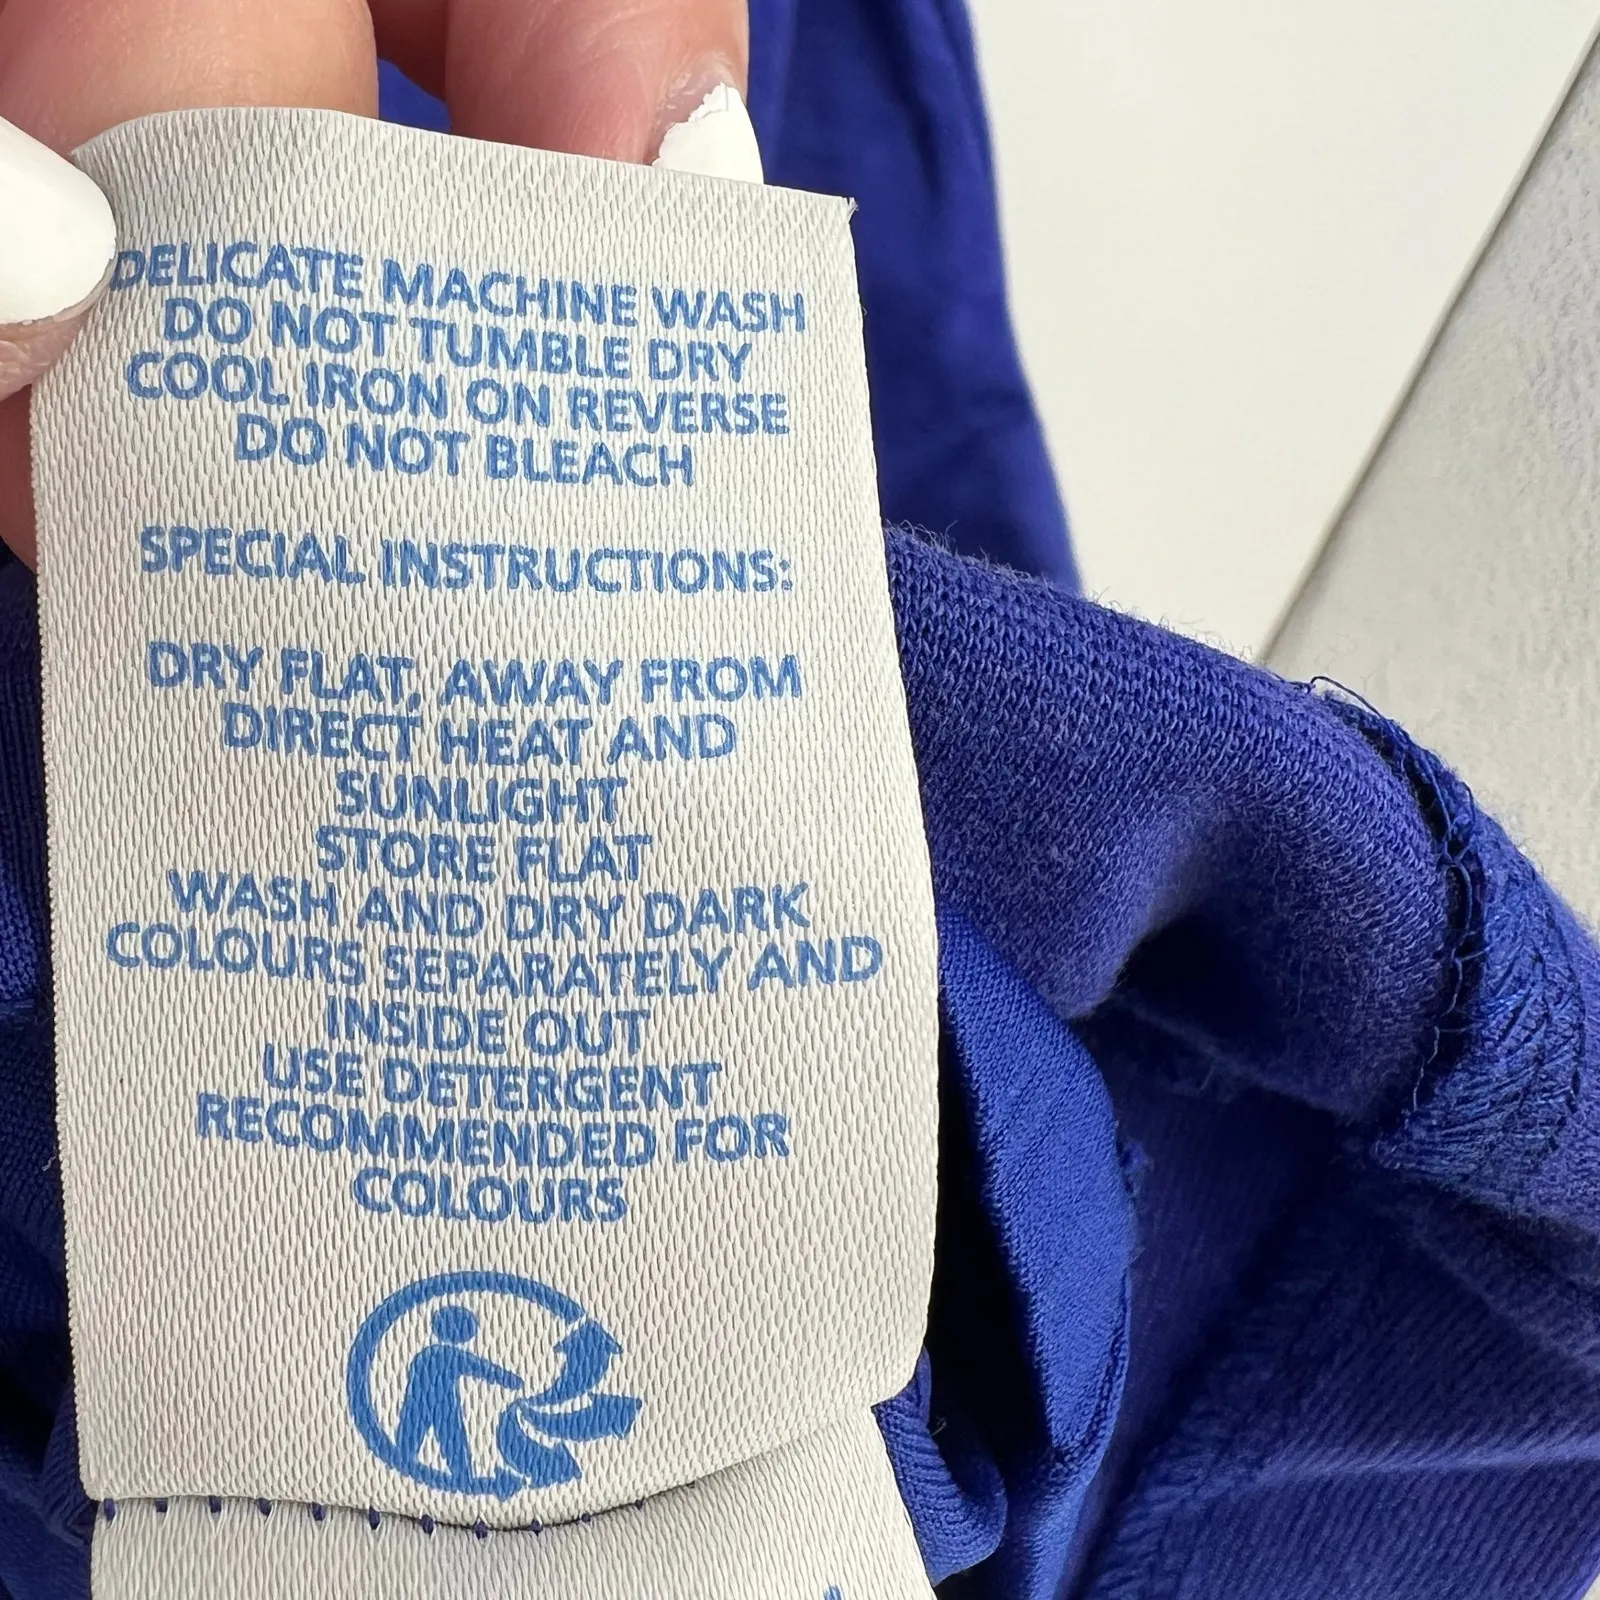 DELICATE MACHINE WASH
DO NOT TUMBLE DRY
COOL IRON ON REVERSE
DO NOT BLEACH
SPECIAL INSTRUCTIONS:
DRY FLAT, AWAY FROM
DIRECT HEAT AND
SUNLIGHT
STORE FLAT
WASH AND DRY DARK
COLOURS SEPARATELY AND
INSIDE OUT
USE DETERGENT
RECOMMENDED FOR
COLOURS